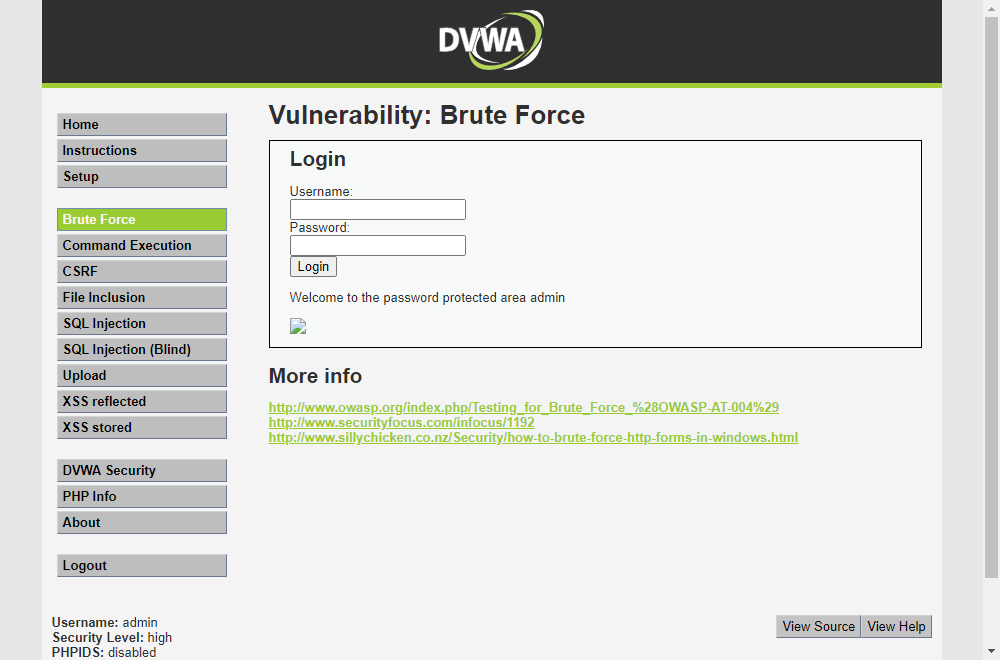 DVWA
Home
Instructions
Setup
Brute Force
Command Execution
CSRF
File Inclusion
SQL Injection
SQL Injection (Blind)
Upload
XSS reflected
XSS stored
DVWA Security
PHP Info
About
Logout
Vulnerability: Brute Force
Login
Username:
Password:
Login
Welcome to the password protected area admin
More info
http://www.owasp.org/index.php/Testing_for_Brute_Force_%28OWASP-AT-004%29
http://www.securityfocus.com/infocus/1192
http://www.sillychicken.co.nz/Security/how-to-brute-force-http-forms-in-windows.html
Username: admin
Security Level: high
PHPIDS: disabled
View Source
View Help